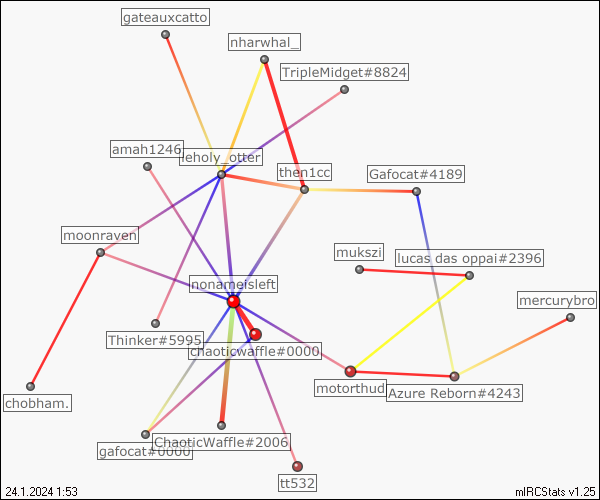 gateauxcatto
nharwhal_
TripleMidget#8824
amah1246
leholy_otter
then1cc
Gafocat#4189
moonraven
mukszi
lucas das oppai#2396
nonameisleft
mercurybro
Thinker#5995
chaoticwaffle#0000
motorthud
Azure Reborn#4243
chobham.
gafocat#0000
ChaoticWaffle#2006
tt532
24.1.2024 1:53
mIRCStats v1.25